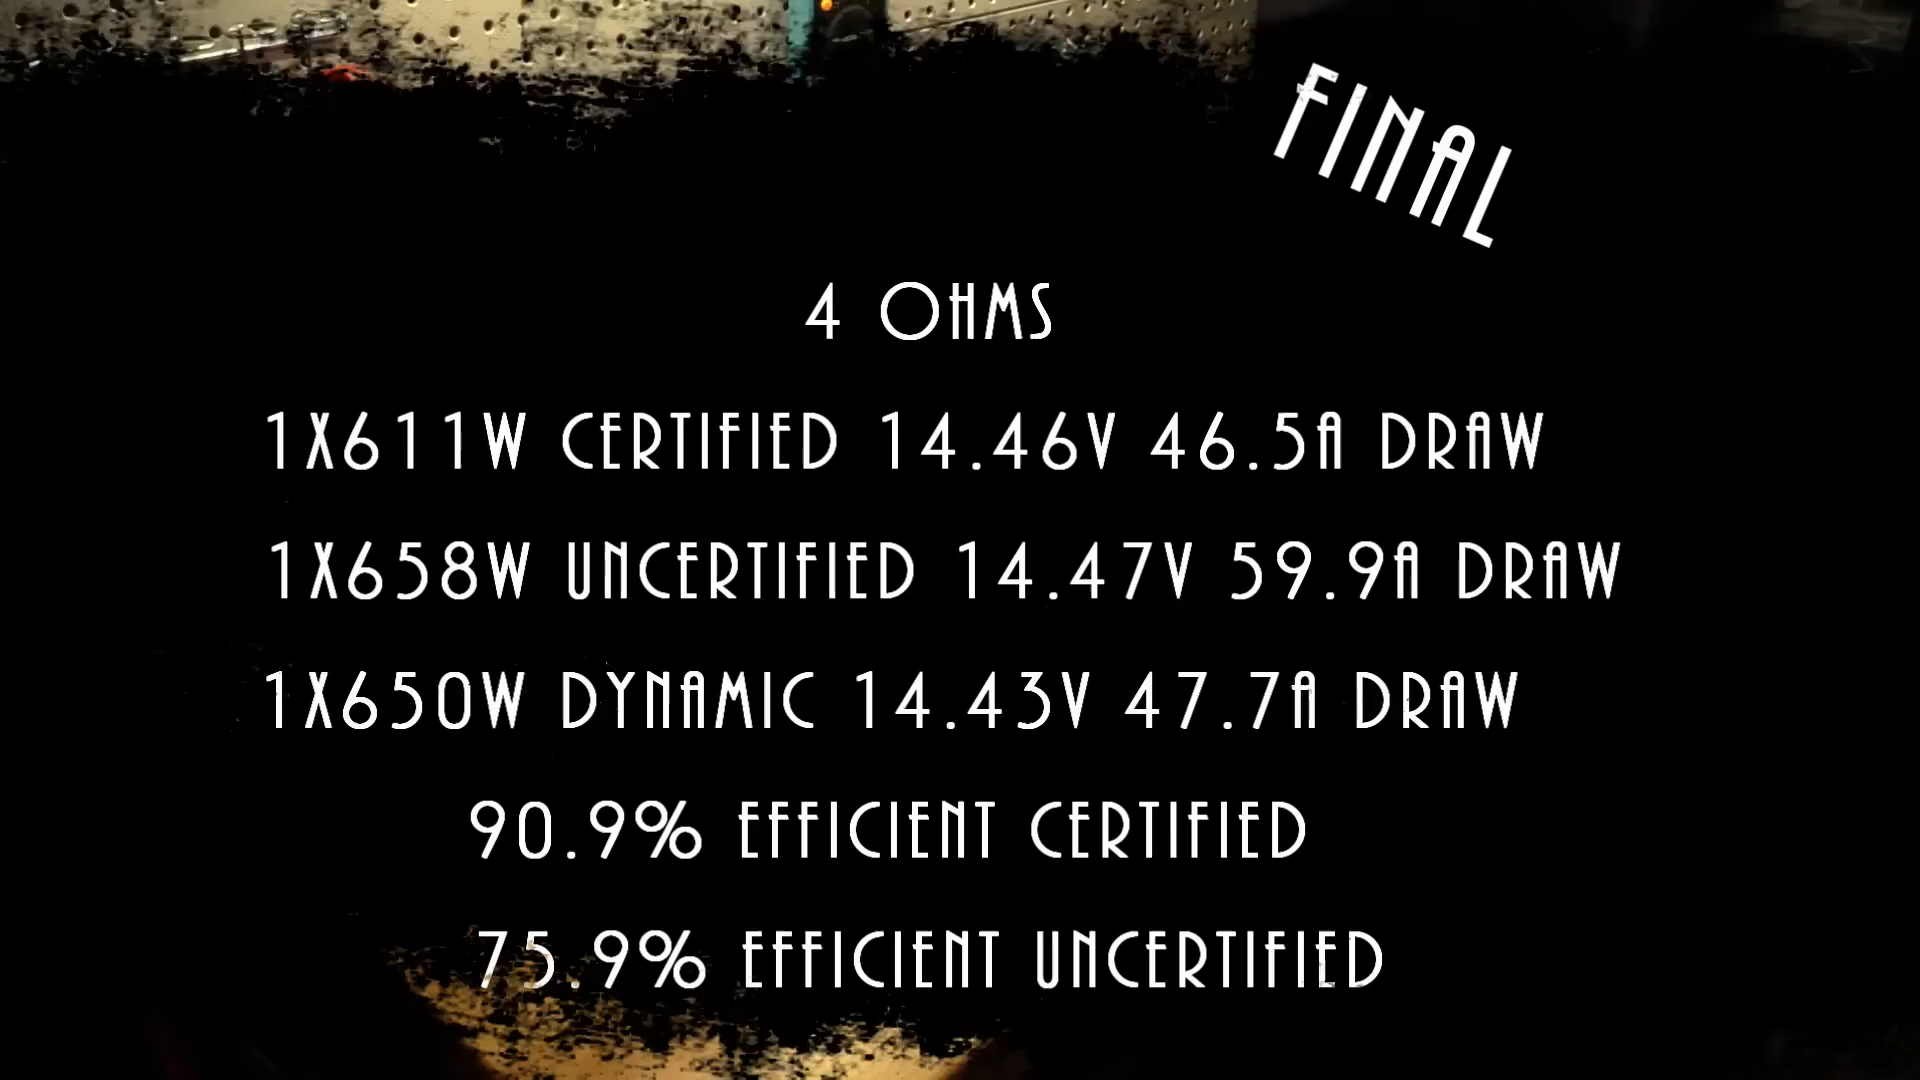 FINAL
4 OHMS
1X611W CERTIFIED 14.46V 46.5A DRAW
1X658W UNCERTIFIED 14.47V 59.9A DRAW
1X650W DYNAMIC 14.43V 47.7A DRAW
90.9% EFFICIENT CERTIFIED
75.9% EFFICIENT UNCERTIFIED